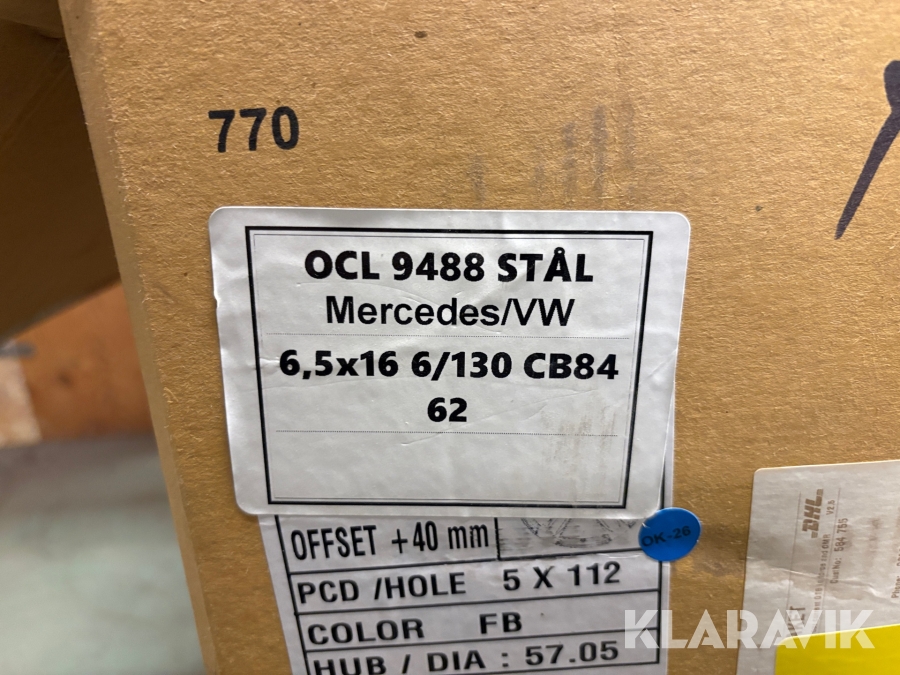 770
OCL 9488 STÅL
Mercedes/VW
6,5x16 6/130 CB84
62
OFFSET +40 mm
OK-26
PCD /HOLE 5 X 112
COLOR FB
HUB / DIA : 57.05
DHL
KLARAVIK